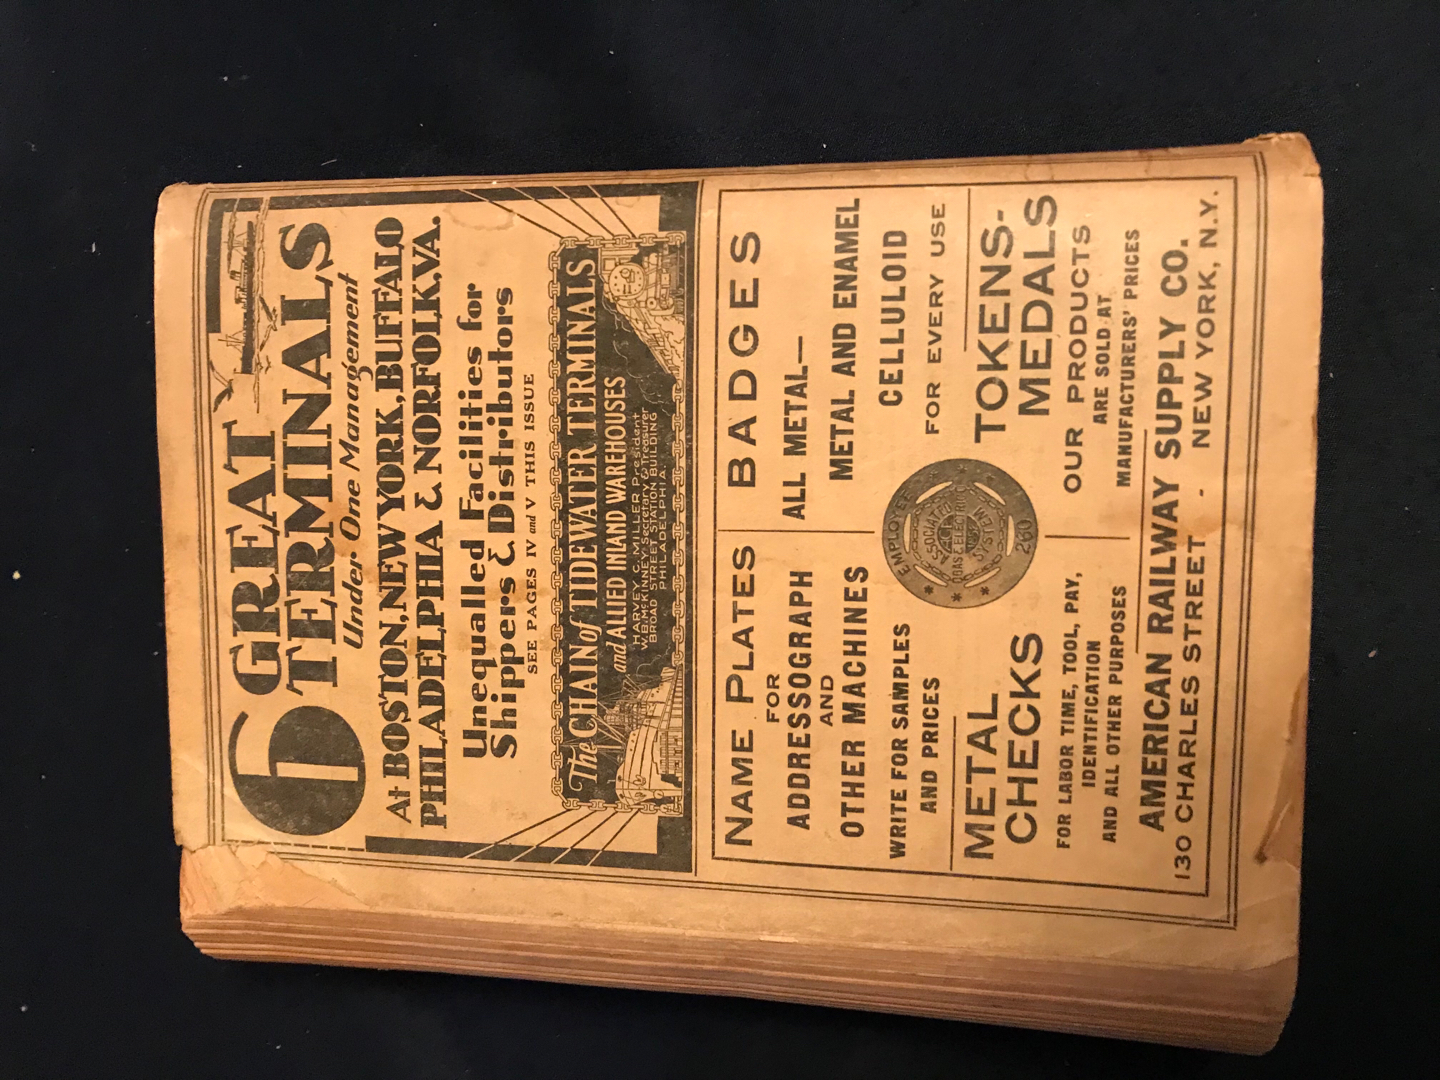 6 GREAT
TERMINALS
Under One Management
At BOSTON, NEW YORK, BUFFALO
PHILADELPHIA & NORFOLK, VA.
Unequalled Facilities for
Shippers & Distributors
SEE PAGES IV and V THIS ISSUE
The CHAIN of TIDEWATER TERMINALS
and ALLIED INLAND WAREHOUSES
HARVEY C. MILLER President
W. B. McKINNEY Secretary & Treasurer
BROAD STREET STATION BUILDING
PHILADELPHIA.
NAME PLATES
FOR
ADDRESSOGRAPH
AND
OTHER MACHINES
WRITE FOR SAMPLES
AND PRICES
BADGES
ALL METAL—
METAL AND ENAMEL
CELLULOID
FOR EVERY USE
EMPLOYEE
ASSOCIATED
GAS & ELECTRIC
SYSTEM
260
METAL
CHECKS
FOR LABOR TIME, TOOL, PAY,
IDENTIFICATION
AND ALL OTHER PURPOSES
TOKENS-
MEDALS
OUR PRODUCTS
ARE SOLD AT
MANUFACTURERS' PRICES
AMERICAN RAILWAY SUPPLY CO.
130 CHARLES STREET - NEW YORK, N.Y.